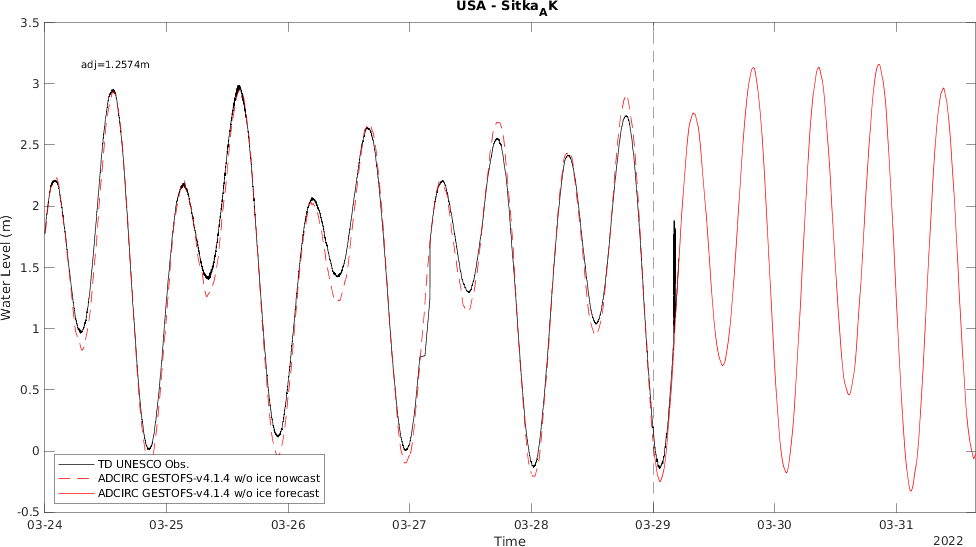 USA - Sitka_AK
adj=1.2574m
3.5
3
2.5
2
1.5
1
0.5
0
-0.5
Water Level (m)
TD UNESCO Obs.
ADCIRC GESTOFS-v4.1.4 w/o ice nowcast
ADCIRC GESTOFS-v4.1.4 w/o ice forecast
03-24 03-25 03-26 03-27 03-28 03-29 03-30 03-31
Time
2022